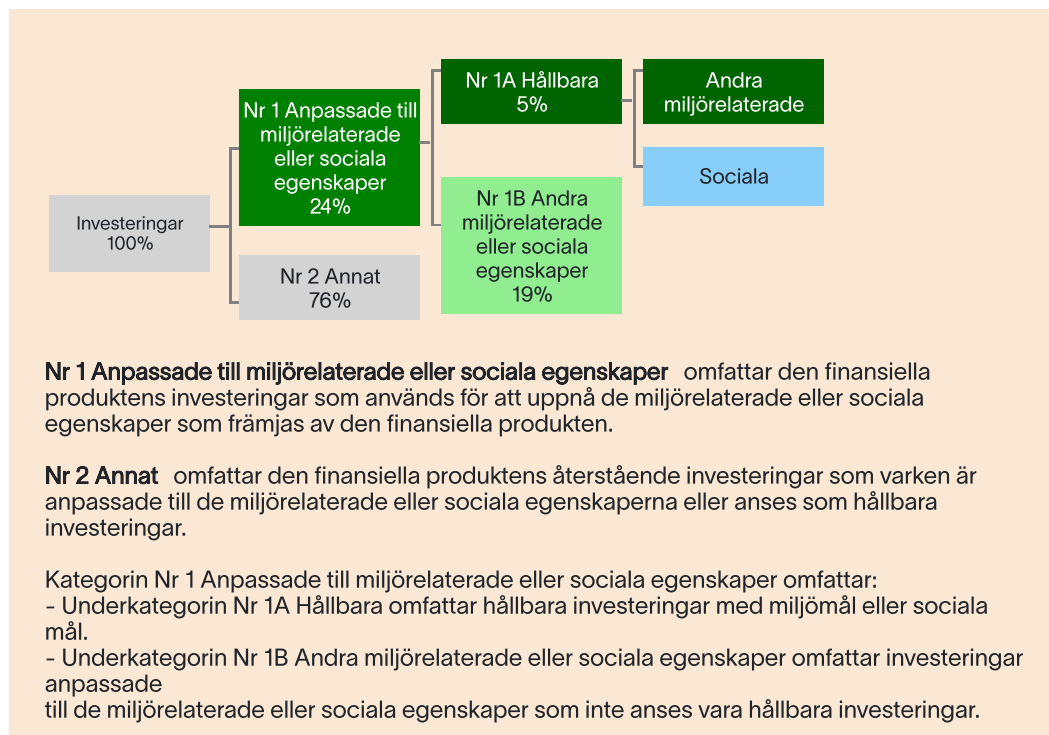 Investeringar
100%
Nr 1 Anpassade till
miljörelaterade
eller sociala
egenskaper
24%
Nr 2 Annat
76%
Nr 1A Hållbara
5%
Nr 1B Andra
miljörelaterade
eller sociala
egenskaper
19%
Andra
miljörelaterade
Sociala
Nr 1 Anpassade till miljörelaterade eller sociala egenskaper omfattar den finansiella
produktens investeringar som används för att uppnå de miljörelaterade eller sociala
egenskaper som främjas av den finansiella produkten.
Nr 2 Annat omfattar den finansiella produktens återstående investeringar som varken är
anpassade till de miljörelaterade eller sociala egenskaperna eller anses som hållbara
investeringar.
Kategorin Nr 1 Anpassade till miljörelaterade eller sociala egenskaper omfattar:
- Underkategorin Nr 1A Hållbara omfattar hållbara investeringar med miljömål eller sociala
mål.
- Underkategorin Nr 1B Andra miljörelaterade eller sociala egenskaper omfattar investeringar
anpassade
till de miljörelaterade eller sociala egenskaper som inte anses vara hållbara investeringar.